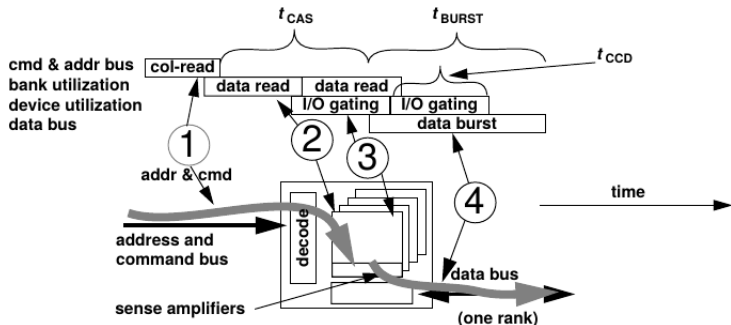 tCAS
tBURST
tCCD
cmd & addr bus
col-read
bank utilization
data read
data read
device utilization
I/O gating
I/O gating
data bus
data burst
1
2
3
4
addr & cmd
time
decode
address and
command bus
data bus
sense amplifiers
(one rank)